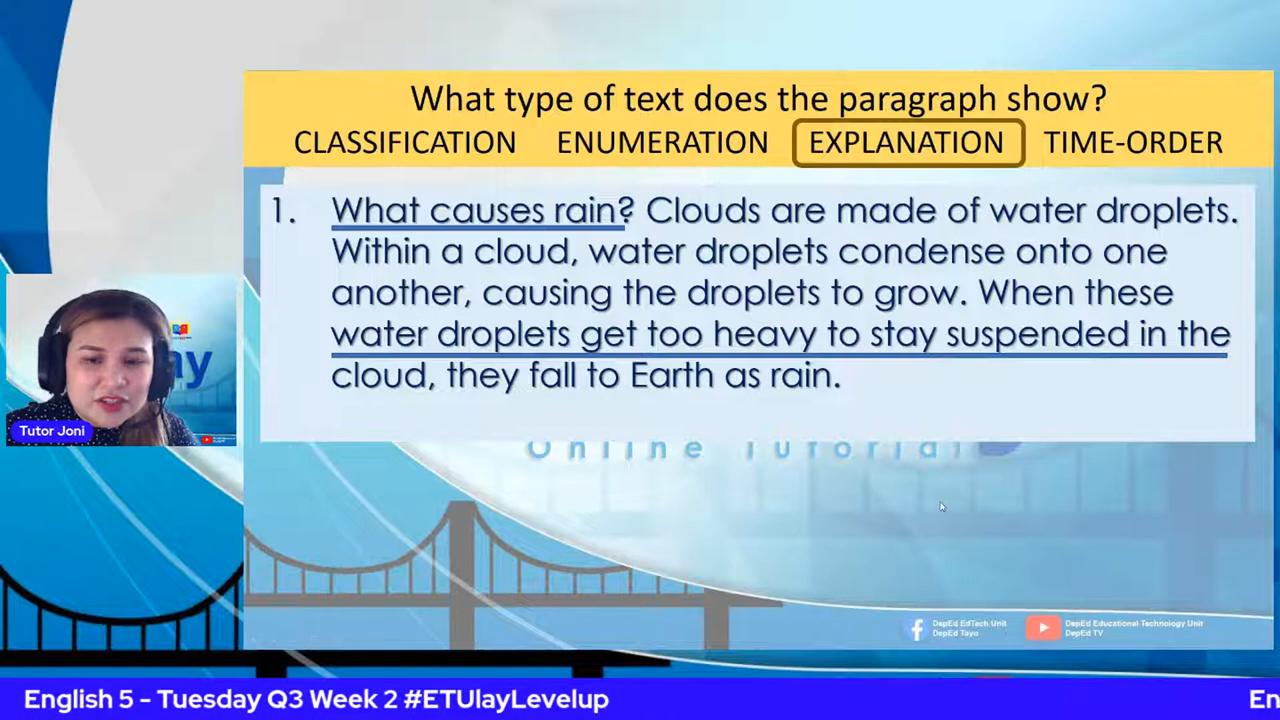 What type of text does the paragraph show?
CLASSIFICATION ENUMERATION EXPLANATION TIME-ORDER
1. What causes rain? Clouds are made of water droplets.
Within a cloud, water droplets condense onto one
another, causing the droplets to grow. When these
water droplets get too heavy to stay suspended in the
cloud, they fall to Earth as rain.
ay
Tutor Joni
Online Tutorial
DepEd EdTech Unit
DepEd Tayo
DepEd Educational Technology Unit
DepEd TV
English 5 - Tuesday Q3 Week 2 #ETUlayLevelup
En